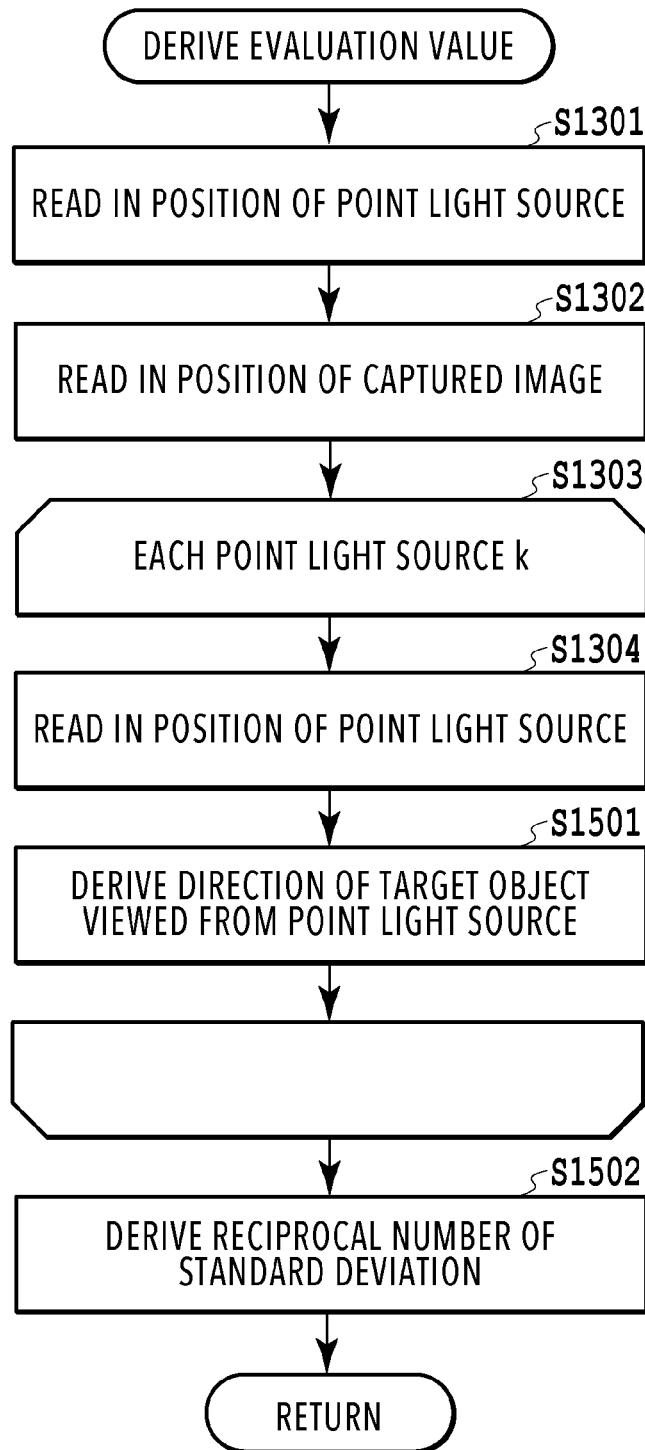 DERIVE EVALUATION VALUE
S1301
READ IN POSITION OF POINT LIGHT SOURCE
S1302
READ IN POSITION OF CAPTURED IMAGE
S1303
EACH POINT LIGHT SOURCE k
S1304
READ IN POSITION OF POINT LIGHT SOURCE
S1501
DERIVE DIRECTION OF TARGET OBJECT
VIEWED FROM POINT LIGHT SOURCE
S1502
DERIVE RECIPROCAL NUMBER OF
STANDARD DEVIATION
RETURN